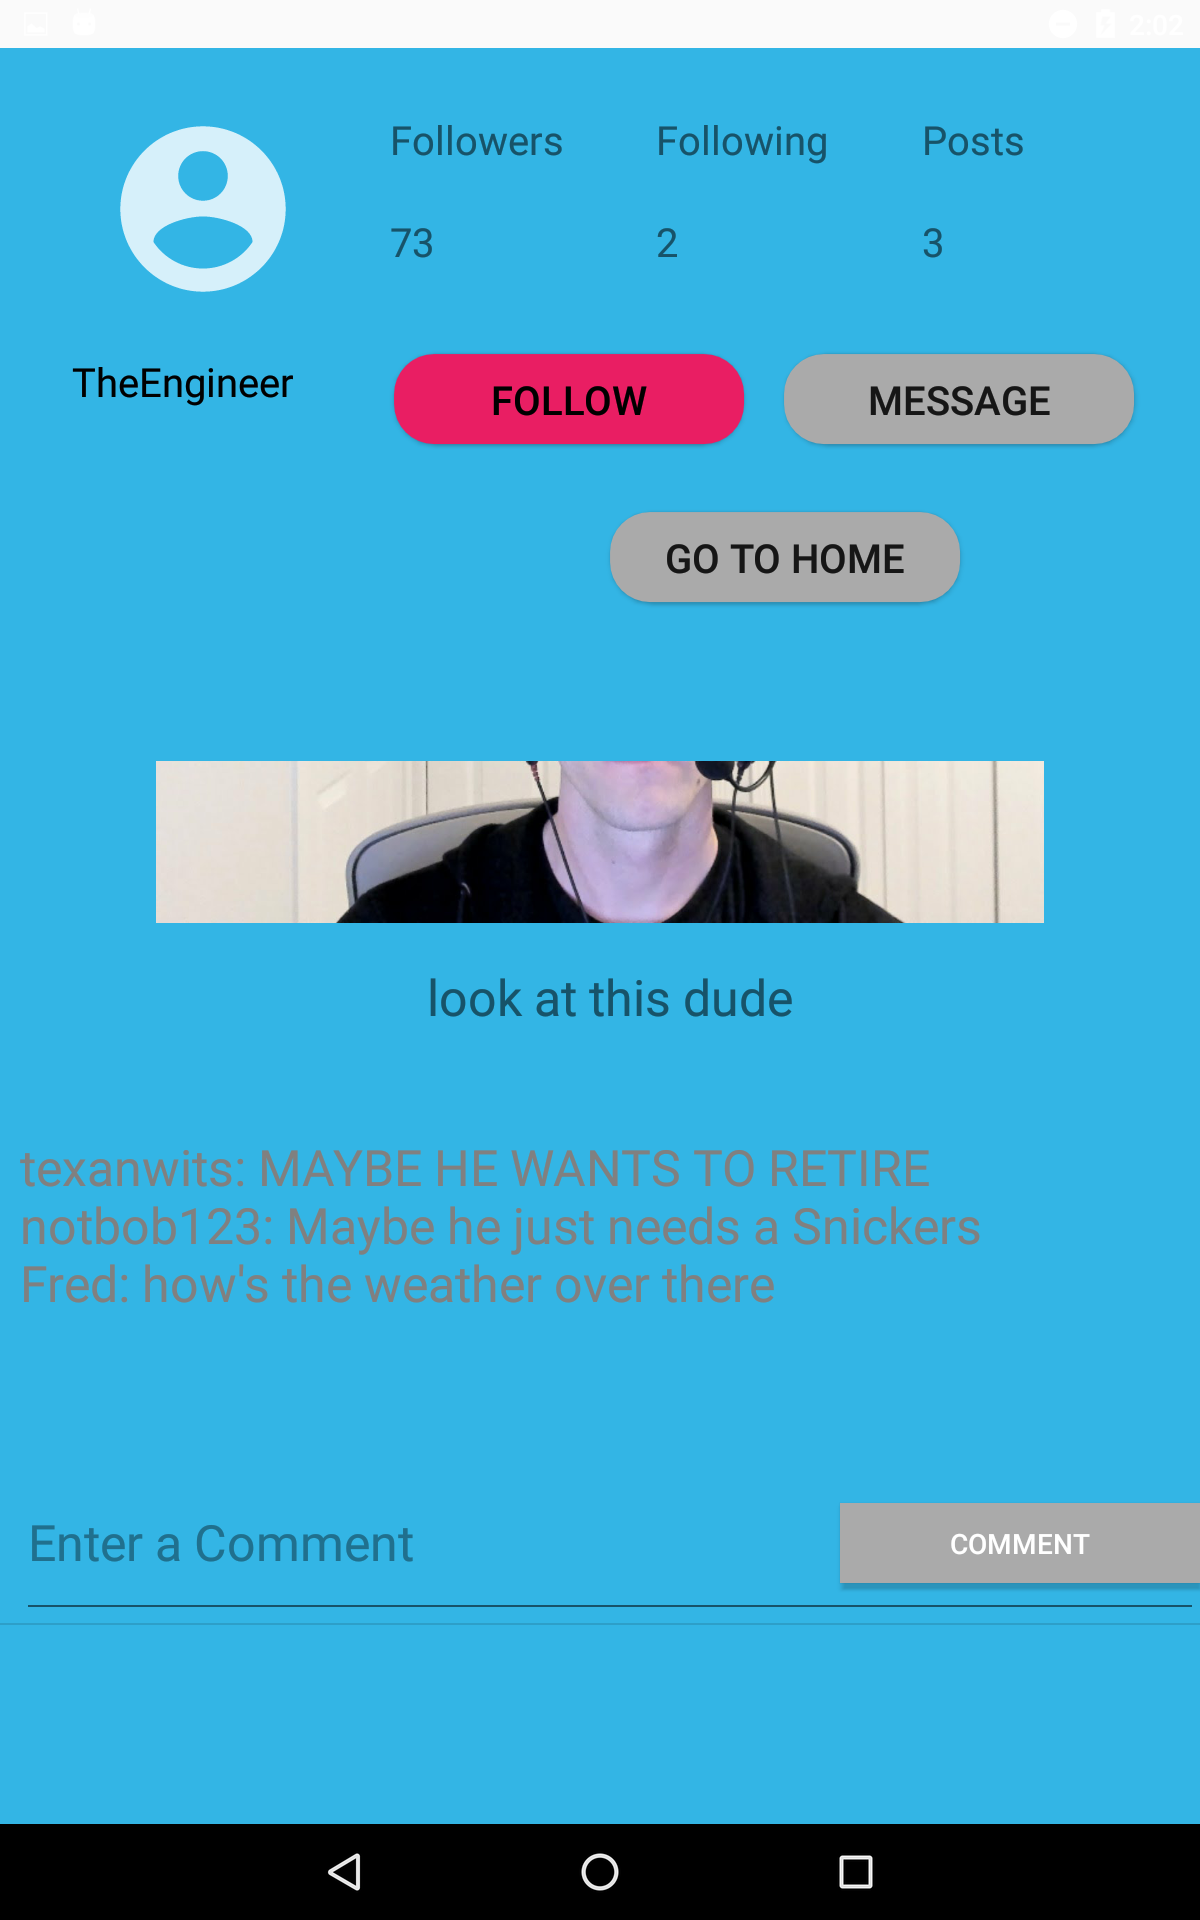 2:02
Followers Following Posts
73 2 3
TheEngineer
FOLLOW MESSAGE
GO TO HOME
look at this dude
texanwits: MAYBE HE WANTS TO RETIRE
notbob123: Maybe he just needs a Snickers
Fred: how's the weather over there
Enter a Comment COMMENT